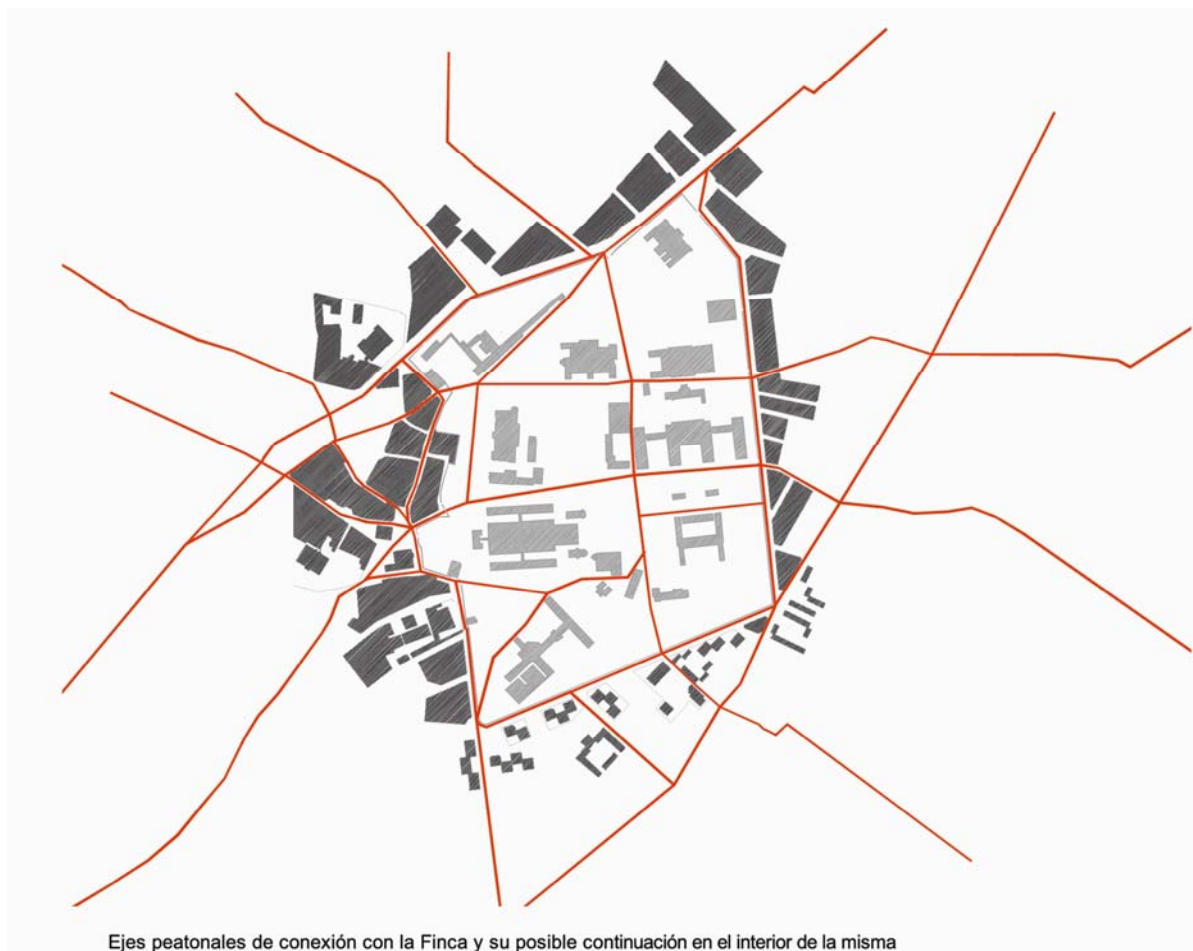 Ejes peatonales de conexión con la Finca y su posible continuación en el interior de la misma